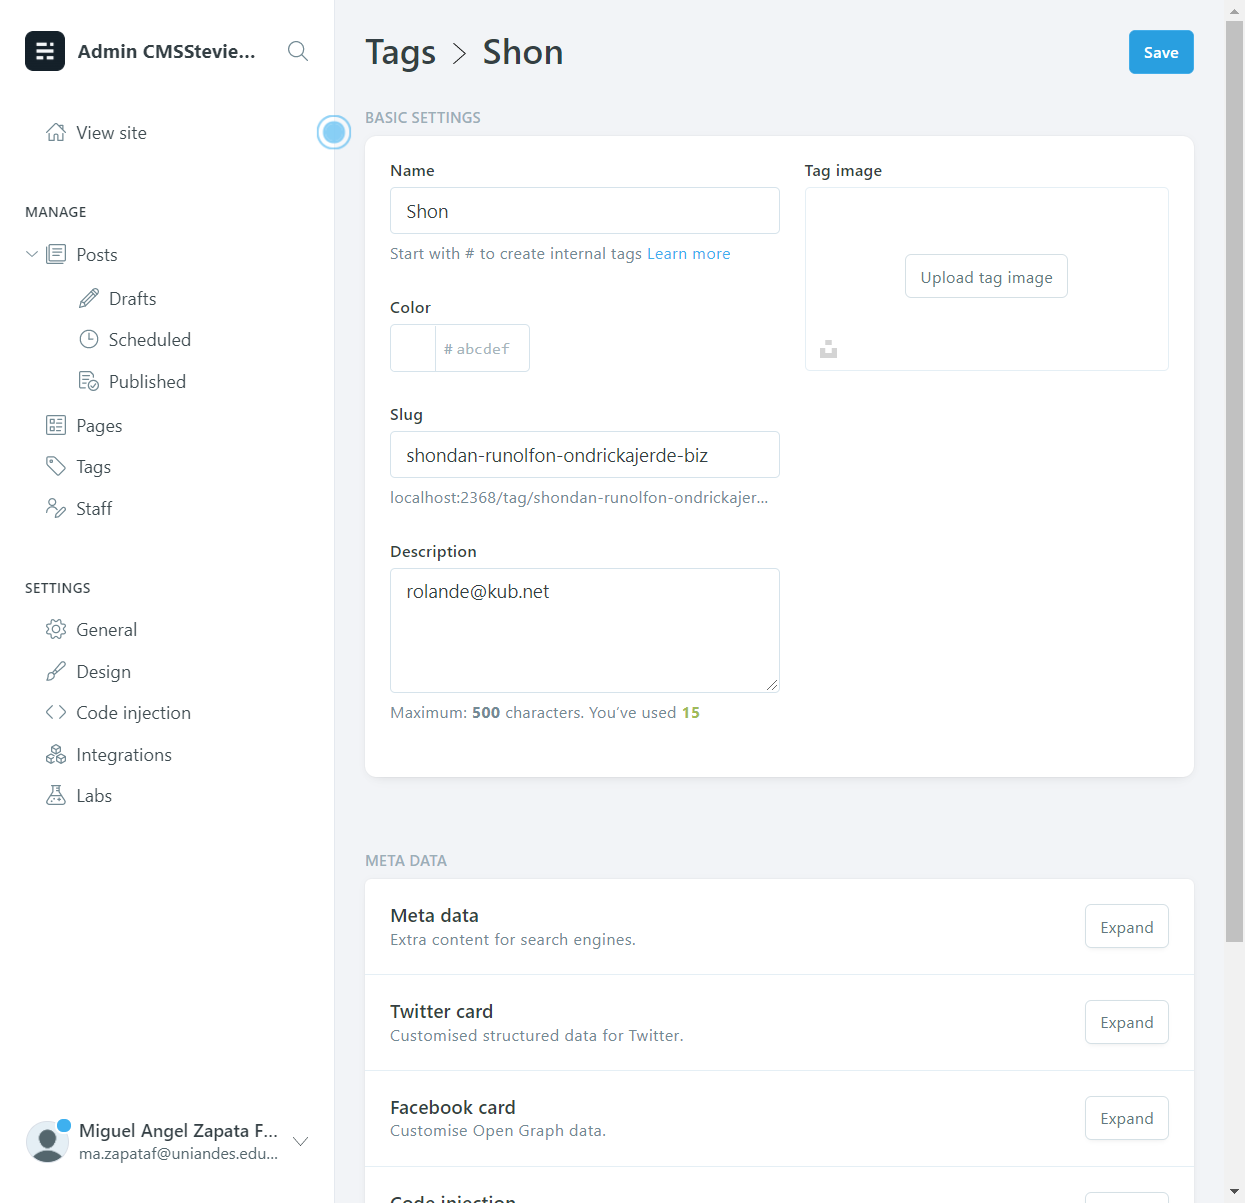 Admin CMSStevie...
View site
MANAGE
Posts
Drafts
Scheduled
Published
Pages
Tags
Staff
SETTINGS
General
Design
Code injection
Integrations
Labs
Miguel Angel Zapata F...
ma.zapataf@uniandes.edu...
Tags > Shon
Save
BASIC SETTINGS
Name
Shon
Start with # to create internal tags Learn more
Color
# abcdef
Slug
shondan-runolfon-ondrickajerde-biz
localhost:2368/tag/shondan-runolfon-ondrickajer...
Description
rolande@kub.net
Maximum: 500 characters. You’ve used 15
Tag image
Upload tag image
META DATA
Meta data
Extra content for search engines.
Expand
Twitter card
Customised structured data for Twitter.
Expand
Facebook card
Customise Open Graph data.
Expand
Code injection